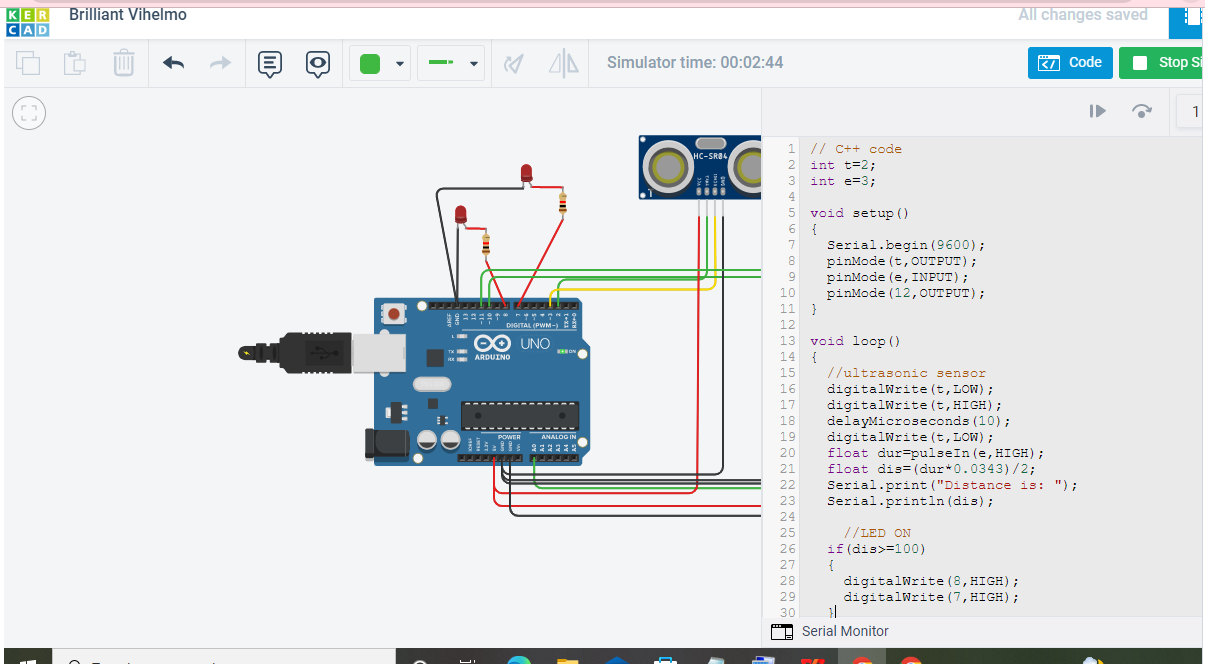 KER
CAD
Brilliant Vihelmo
All changes saved
Simulator time: 00:02:44
Code
Stop Si
1
HC-SR04
1
DIGITAL (PWM~)
UNO
ARDUINO
L
TX
RX
ON
POWER
ANALOG IN
1 // C++ code
2 int t=2;
3 int e=3;
4
5 void setup()
6 {
7 Serial.begin(9600);
8 pinMode(t,OUTPUT);
9 pinMode(e,INPUT);
10 pinMode(12,OUTPUT);
11 }
12
13 void loop()
14 {
15 //ultrasonic sensor
16 digitalWrite(t,LOW);
17 digitalWrite(t,HIGH);
18 delayMicroseconds(10);
19 digitalWrite(t,LOW);
20 float dur=pulseIn(e,HIGH);
21 float dis=(dur*0.0343)/2;
22 Serial.print("Distance is: ");
23 Serial.println(dis);
24
25 //LED ON
26 if(dis>=100)
27 {
28 digitalWrite(8,HIGH);
29 digitalWrite(7,HIGH);
30 }
Serial Monitor